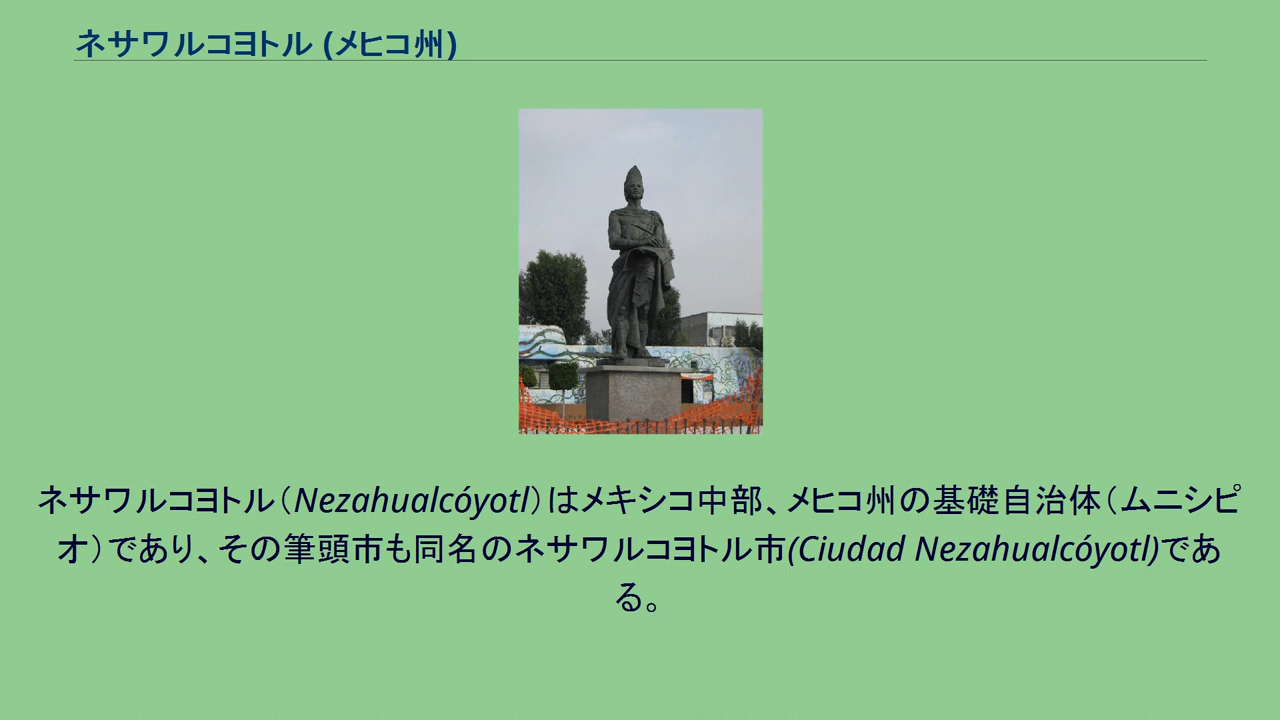 ネサワルコヨトル (メヒコ州)
ネサワルコヨトル（Nezahualcóyotl）はメキシコ中部、メヒコ州の基礎自治体（ムニシピ
オ）であり、その筆頭市も同名のネサワルコヨトル市(Ciudad Nezahualcóyotl)であ
る。